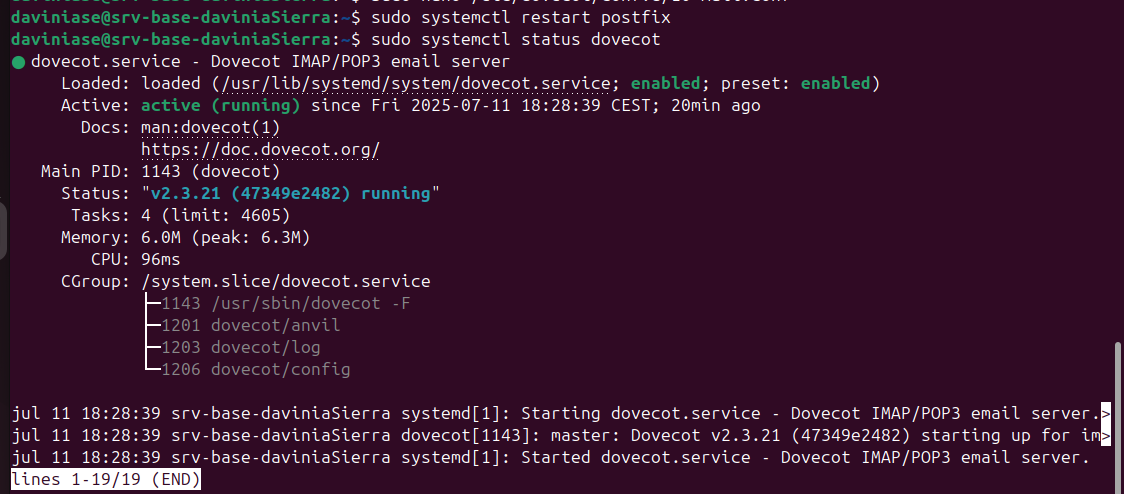 daviniase@srv-base-daviniaSierra:~$ sudo systemctl restart postfix
daviniase@srv-base-daviniaSierra:~$ sudo systemctl status dovecot
● dovecot.service - Dovecot IMAP/POP3 email server
Loaded: loaded (/usr/lib/systemd/system/dovecot.service; enabled; preset: enabled)
Active: active (running) since Fri 2025-07-11 18:28:39 CEST; 20min ago
Docs: man:dovecot(1)
https://doc.dovecot.org/
Main PID: 1143 (dovecot)
Status: "v2.3.21 (47349e2482) running"
Tasks: 4 (limit: 4605)
Memory: 6.0M (peak: 6.3M)
CPU: 96ms
CGroup: /system.slice/dovecot.service
├─1143 /usr/sbin/dovecot -F
├─1201 dovecot/anvil
├─1203 dovecot/log
└─1206 dovecot/config
jul 11 18:28:39 srv-base-daviniaSierra systemd[1]: Starting dovecot.service - Dovecot IMAP/POP3 email server.>
jul 11 18:28:39 srv-base-daviniaSierra dovecot[1143]: master: Dovecot v2.3.21 (47349e2482) starting up for im>
jul 11 18:28:39 srv-base-daviniaSierra systemd[1]: Started dovecot.service - Dovecot IMAP/POP3 email server.
lines 1-19/19 (END)